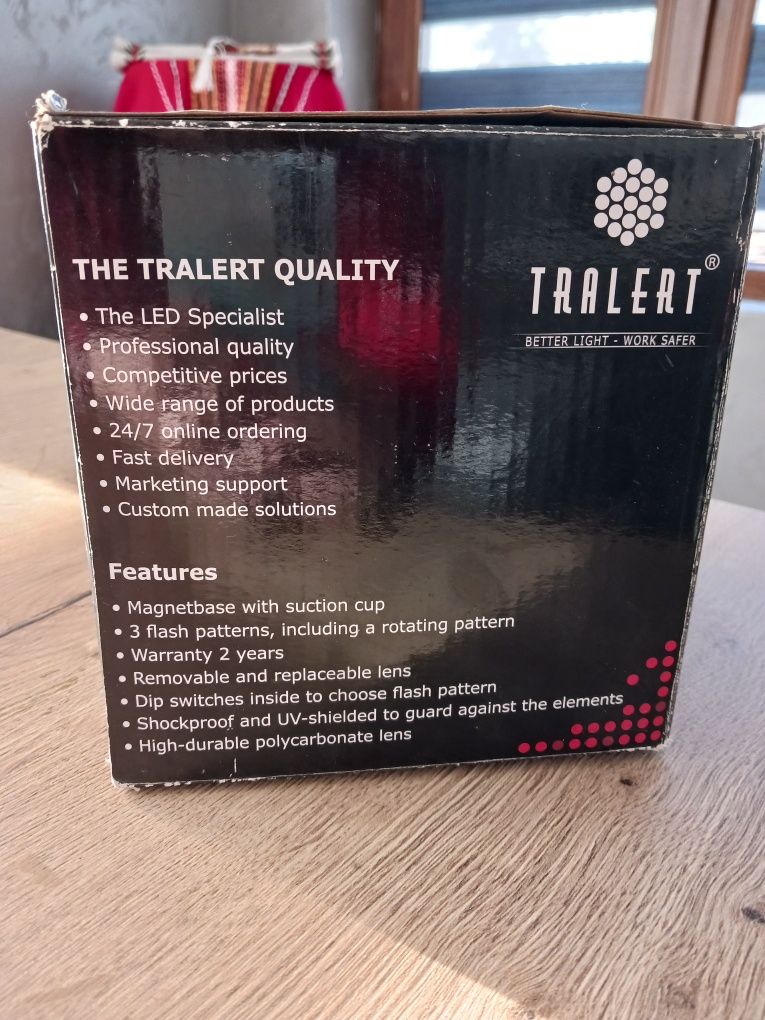 TRALERT®
BETTER LIGHT - WORK SAFER
THE TRALERT QUALITY
• The LED Specialist
• Professional quality
• Competitive prices
• Wide range of products
• 24/7 online ordering
• Fast delivery
• Marketing support
• Custom made solutions
Features
• Magnetbase with suction cup
• 3 flash patterns, including a rotating pattern
• Warranty 2 years
• Removable and replaceable lens
• Dip switches inside to choose flash pattern
• Shockproof and UV-shielded to guard against the elements
• High-durable polycarbonate lens